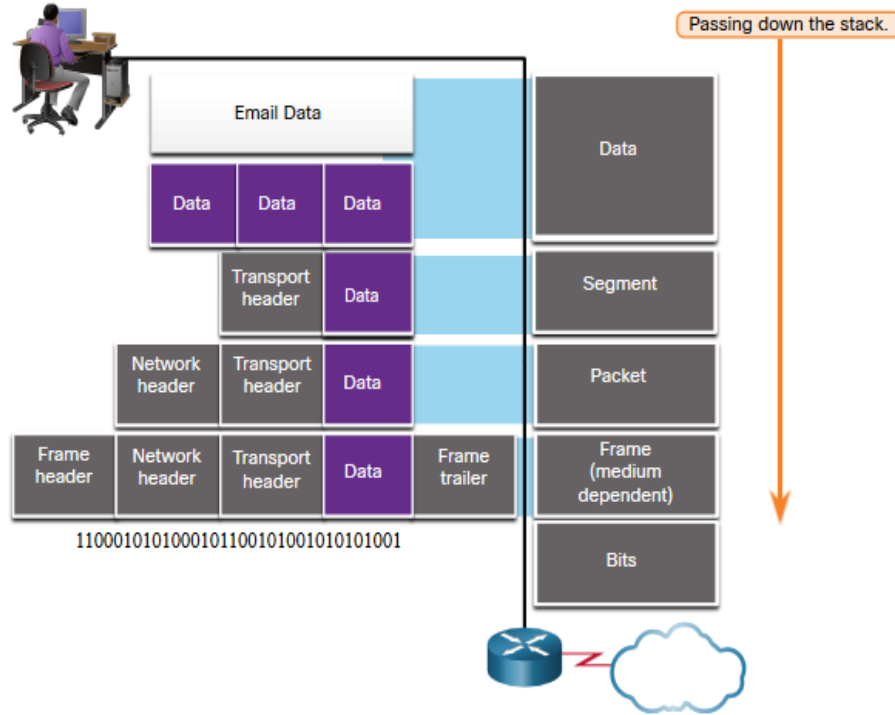 Passing down the stack.
Email Data
Data
Data
Data
Data
Transport
header
Data
Segment
Network
header
Transport
header
Data
Packet
Frame
header
Network
header
Transport
header
Data
Frame
trailer
Frame
(medium
dependent)
1100010101000101100101001010101001
Bits